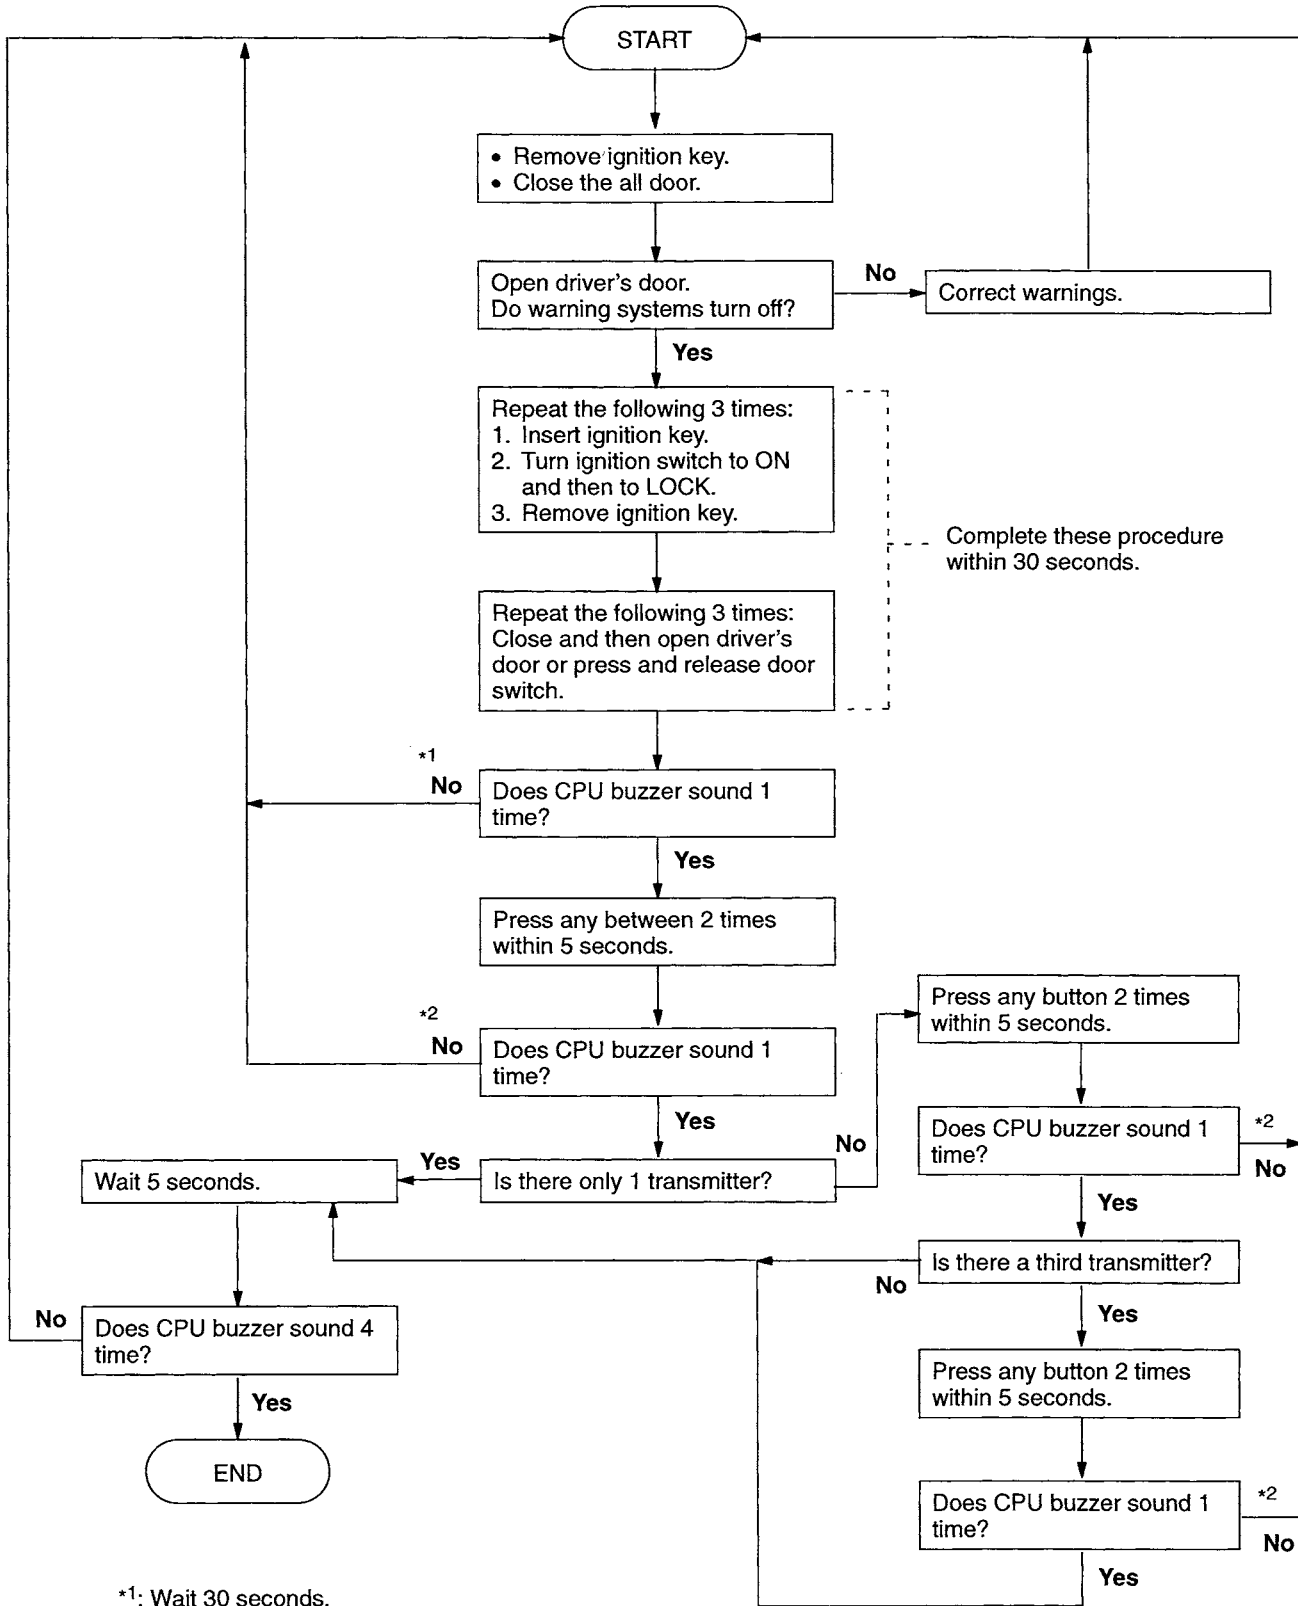 START
• Remove ignition key.
• Close the all door.
Open driver's door.
Do warning systems turn off?
No
Correct warnings.
Yes
Repeat the following 3 times:
1. Insert ignition key.
2. Turn ignition switch to ON
and then to LOCK.
3. Remove ignition key.
Complete these procedure
within 30 seconds.
Repeat the following 3 times:
Close and then open driver's
door or press and release door
switch.
*1
No
Does CPU buzzer sound 1
time?
Yes
Press any between 2 times
within 5 seconds.
*2
No
Does CPU buzzer sound 1
time?
Yes
Is there only 1 transmitter?
No
Press any button 2 times
within 5 seconds.
Does CPU buzzer sound 1
time?
*2
No
Yes
Is there a third transmitter?
No
Yes
Press any button 2 times
within 5 seconds.
Does CPU buzzer sound 1
time?
*2
No
Yes
Yes
Wait 5 seconds.
No
Does CPU buzzer sound 4
time?
Yes
END
*1: Wait 30 seconds.